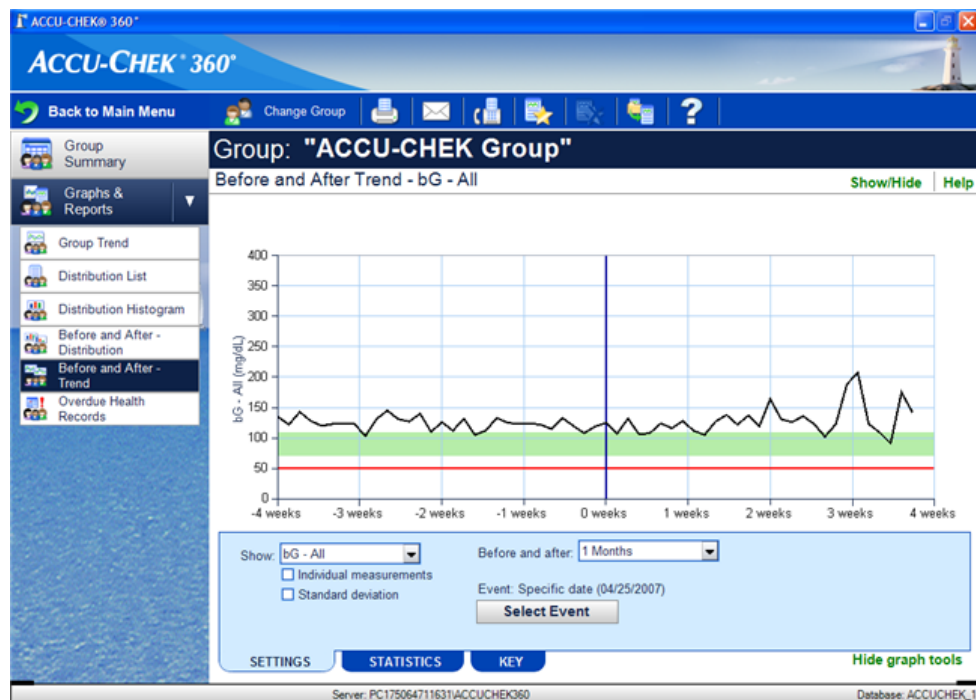 ACCU-CHEK® 360°
ACCU-CHEK® 360°
Back to Main Menu
Change Group
?
Group
Summary
Graphs &
Reports
Group Trend
Distribution List
Distribution Histogram
Before and After -
Distribution
Before and After -
Trend
Overdue Health
Records
Group: "ACCU-CHEK Group"
Before and After Trend - bG - All
Show/Hide
Help
bG - All (mg/dL)
400
350
300
250
200
150
100
50
0
-4 weeks
-3 weeks
-2 weeks
-1 weeks
0 weeks
1 weeks
2 weeks
3 weeks
4 weeks
Show: bG - All
Individual measurements
Standard deviation
Before and after: 1 Months
Event: Specific date (04/25/2007)
Select Event
SETTINGS
STATISTICS
KEY
Hide graph tools
Server: PC175064711631\ACCUCHEK360
Database: ACCUCHEK_1